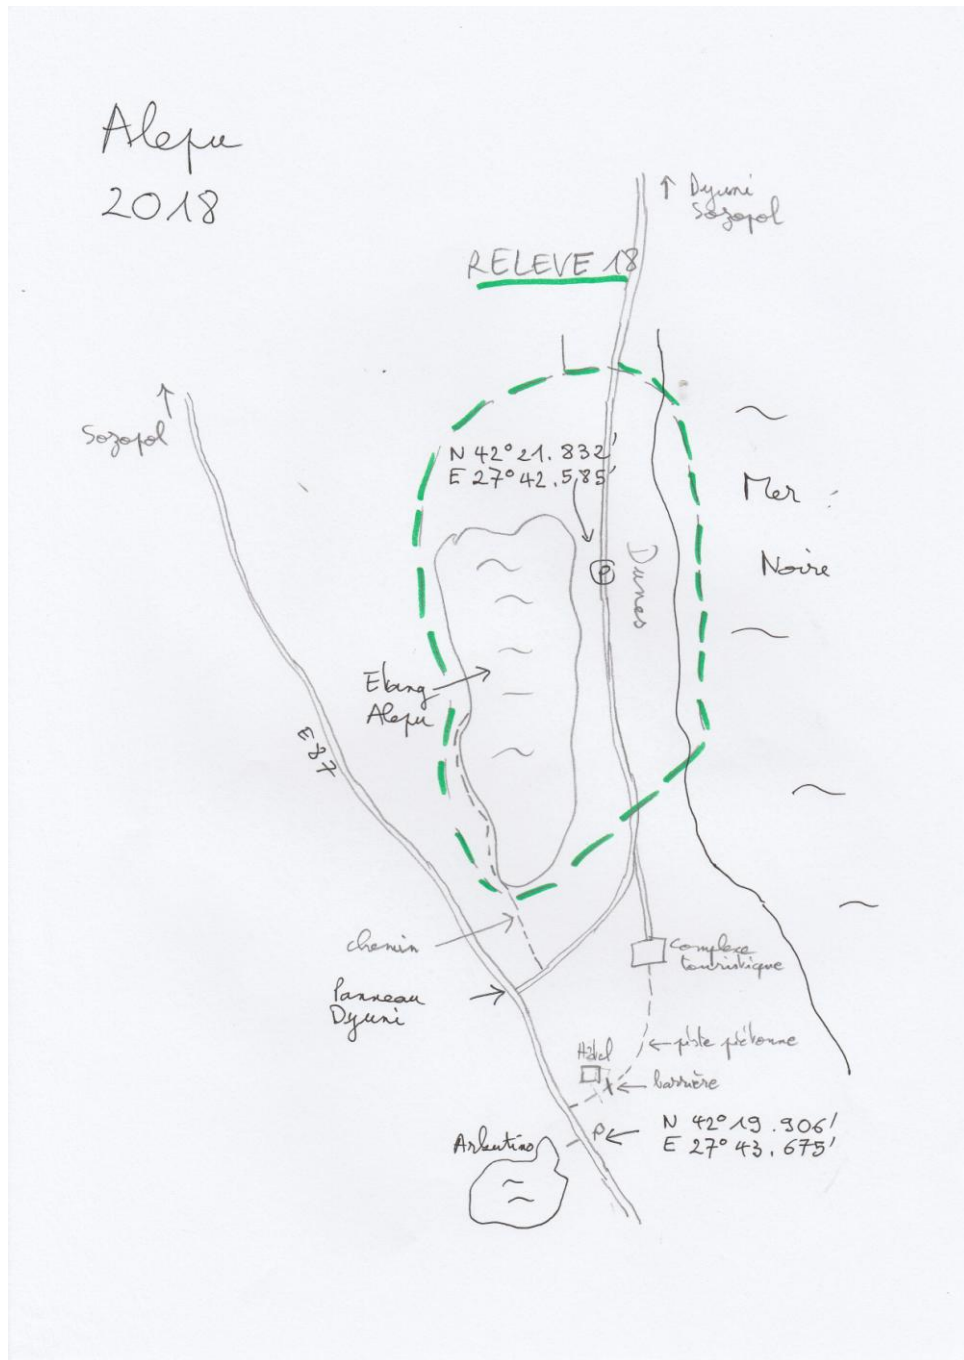 Alepu
2018
↑ Dyuni
Sozopol
RELEVE 18
↑
Sozopol
N 42° 21.832'
E 27° 42.585'
Mer
Noire
P
Dunes
Etang
Alepu
E87
chemin
Complexe
touristique
Panneau
Dyuni
piste piétonne
Hôtel
barrière
N 42° 19.906'
E 27° 43.675'
P
Arkutino